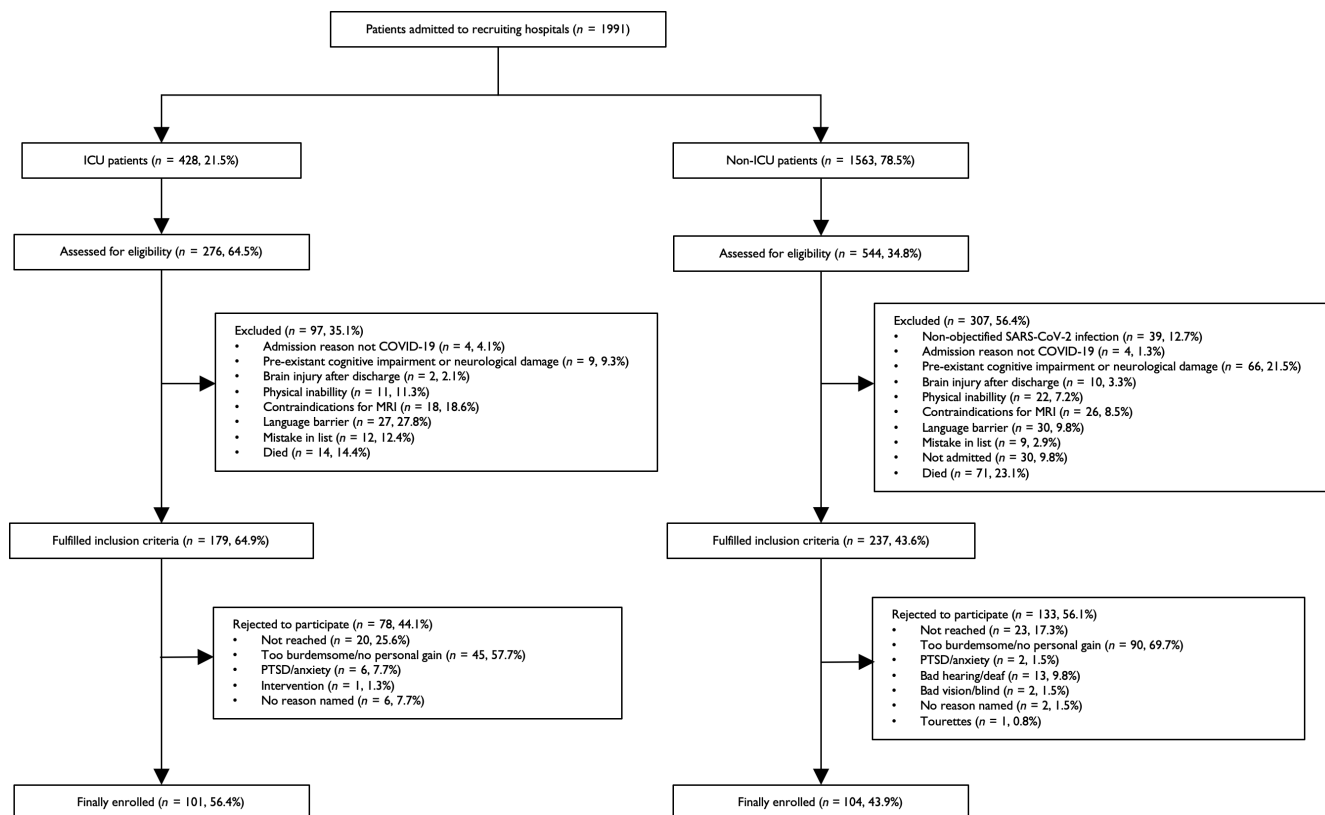 Patients admitted to recruiting hospitals (n = 1991)
ICU patients (n = 428, 21.5%)
Non-ICU patients (n = 1563, 78.5%)
Assessed for eligibility (n = 276, 64.5%)
Assessed for eligibility (n = 544, 34.8%)
Excluded (n = 97, 35.1%)
• Admission reason not COVID-19 (n = 4, 4.1%)
• Pre-existant cognitive impairment or neurological damage (n = 9, 9.3%)
• Brain injury after discharge (n = 2, 2.1%)
• Physical inabillity (n = 11, 11.3%)
• Contraindications for MRI (n = 18, 18.6%)
• Language barrier (n = 27, 27.8%)
• Mistake in list (n = 12, 12.4%)
• Died (n = 14, 14.4%)
Excluded (n = 307, 56.4%)
• Non-objectified SARS-CoV-2 infection (n = 39, 12.7%)
• Admission reason not COVID-19 (n = 4, 1.3%)
• Pre-existant cognitive impairment or neurological damage (n = 66, 21.5%)
• Brain injury after discharge (n = 10, 3.3%)
• Physical inabillity (n = 22, 7.2%)
• Contraindications for MRI (n = 26, 8.5%)
• Language barrier (n = 30, 9.8%)
• Mistake in list (n = 9, 2.9%)
• Not admitted (n = 30, 9.8%)
• Died (n = 71, 23.1%)
Fulfilled inclusion criteria (n = 179, 64.9%)
Fulfilled inclusion criteria (n = 237, 43.6%)
Rejected to participate (n = 78, 44.1%)
• Not reached (n = 20, 25.6%)
• Too burdemsome/no personal gain (n = 45, 57.7%)
• PTSD/anxiety (n = 6, 7.7%)
• Intervention (n = 1, 1.3%)
• No reason named (n = 6, 7.7%)
Rejected to participate (n = 133, 56.1%)
• Not reached (n = 23, 17.3%)
• Too burdemsome/no personal gain (n = 90, 69.7%)
• PTSD/anxiety (n = 2, 1.5%)
• Bad hearing/deaf (n = 13, 9.8%)
• Bad vision/blind (n = 2, 1.5%)
• No reason named (n = 2, 1.5%)
• Tourettes (n = 1, 0.8%)
Finally enrolled (n = 101, 56.4%)
Finally enrolled (n = 104, 43.9%)